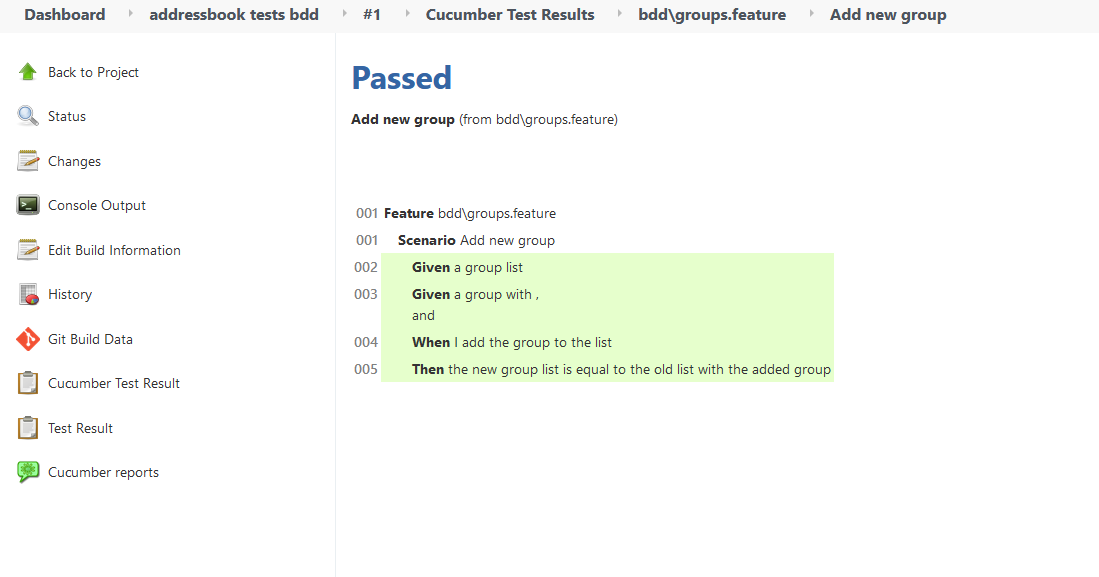 Dashboard addressbook tests bdd #1 Cucumber Test Results bdd\groups.feature Add new group
Back to Project
Status
Changes
Console Output
Edit Build Information
History
Git Build Data
Cucumber Test Result
Test Result
Cucumber reports
Passed
Add new group (from bdd\groups.feature)
001 Feature bdd\groups.feature
001 Scenario Add new group
002 Given a group list
003 Given a group with ,
and
004 When I add the group to the list
005 Then the new group list is equal to the old list with the added group